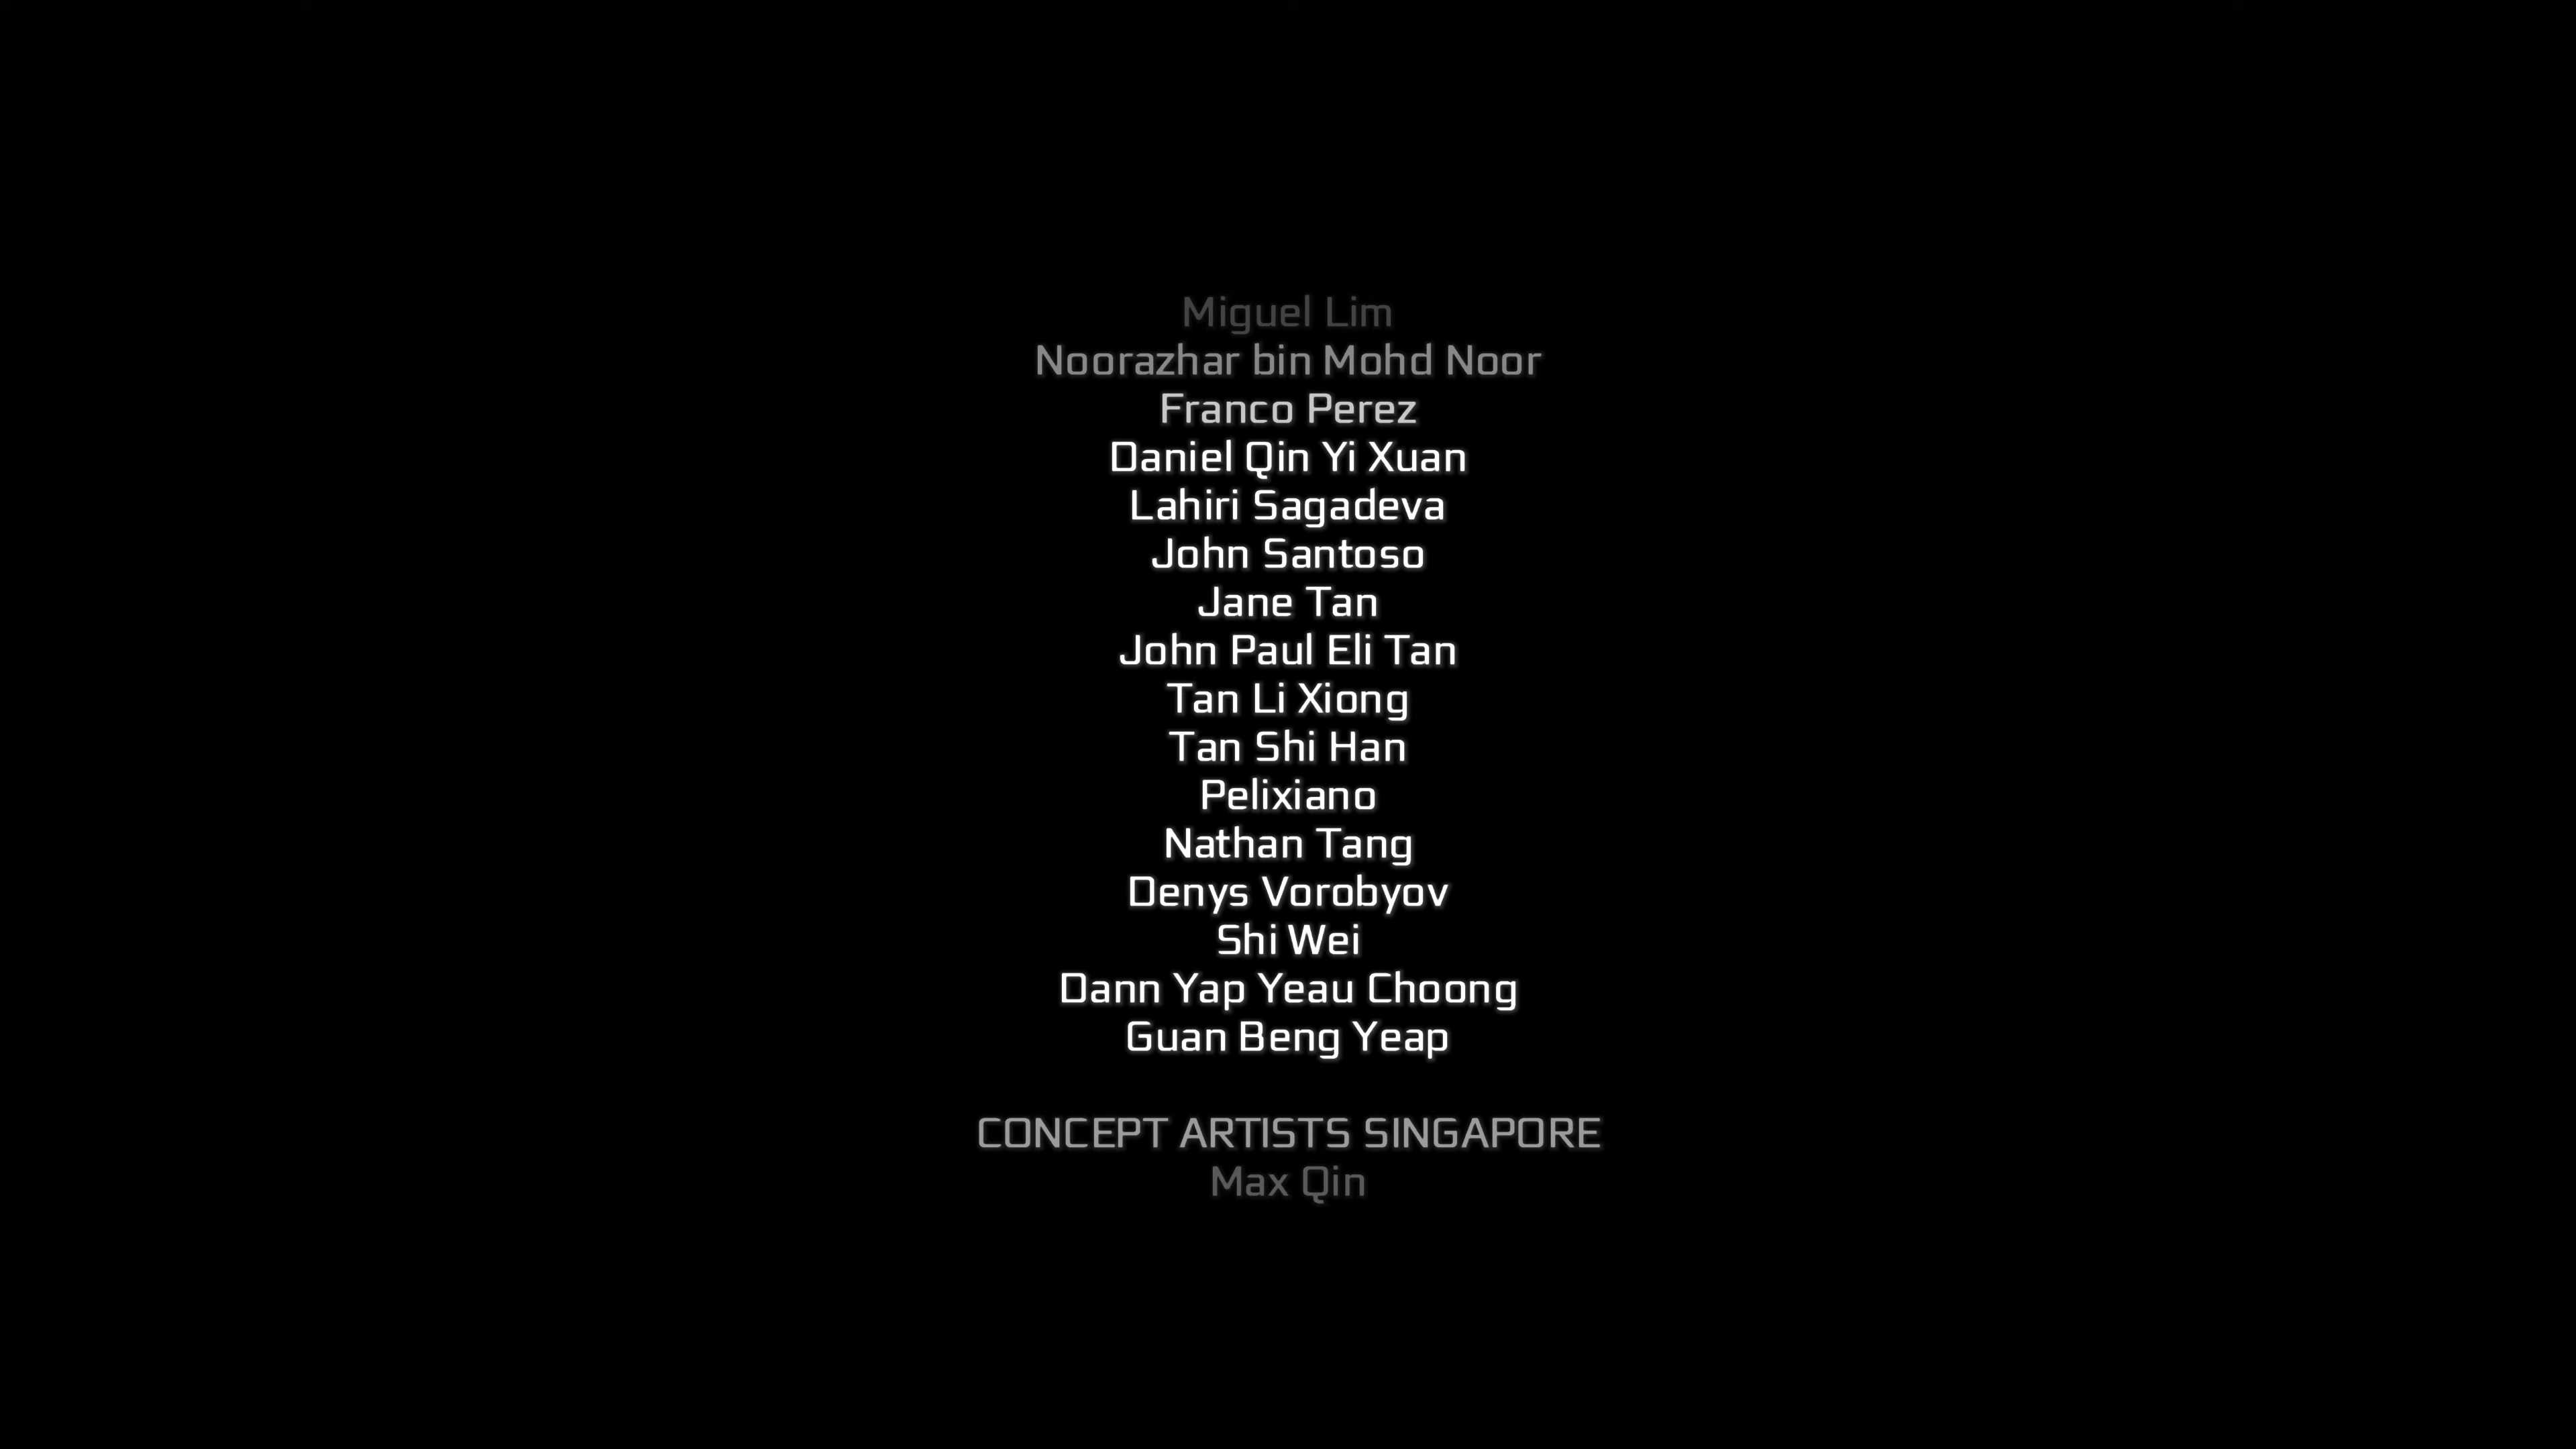 Miguel Lim
Noorazhar bin Mohd Noor
Franco Perez
Daniel Qin Yi Xuan
Lahiri Sagadeva
John Santoso
Jane Tan
John Paul Eli Tan
Tan Li Xiong
Tan Shi Han
Pelixiano
Nathan Tang
Denys Vorobyov
Shi Wei
Dann Yap Yeau Choong
Guan Beng Yeap
CONCEPT ARTISTS SINGAPORE
Max Qin